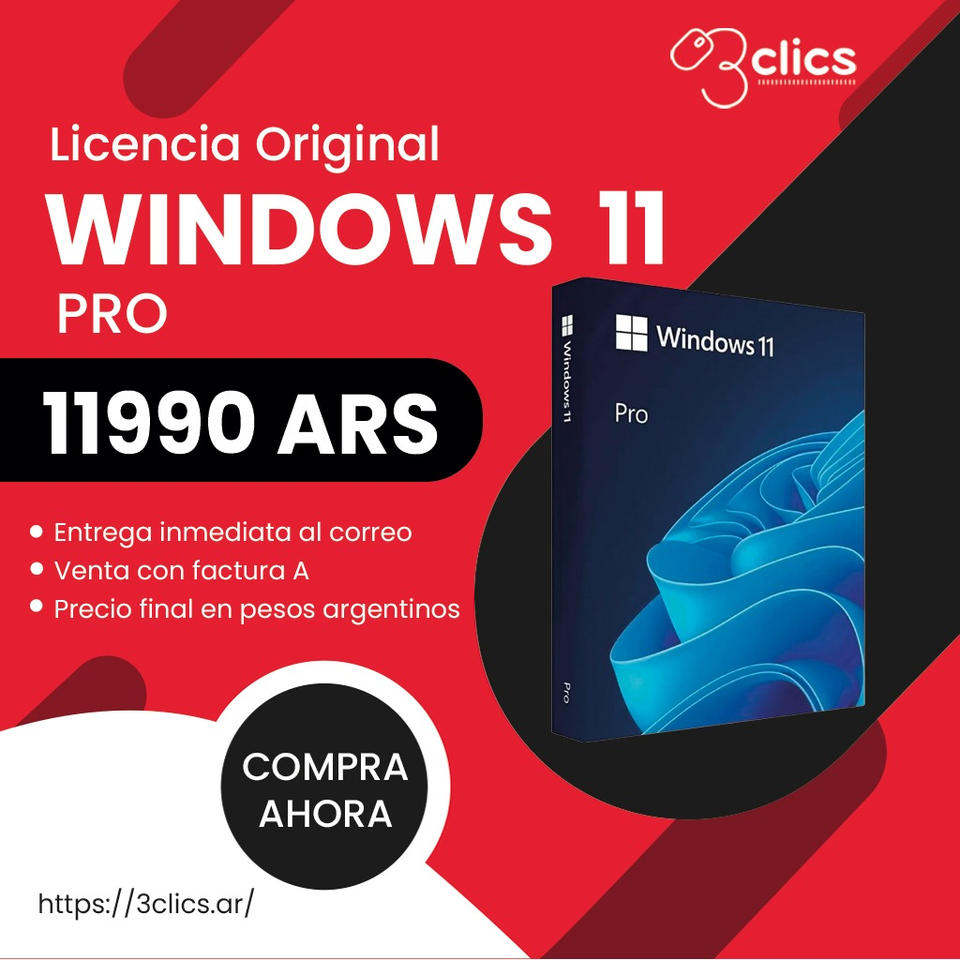 3clics
Licencia Original
WINDOWS 11
PRO
11990 ARS
Entrega inmediata al correo
Venta con factura A
Precio final en pesos argentinos
Windows 11
Pro
Windows 11
Pro
COMPRA
AHORA
https://3clics.ar/